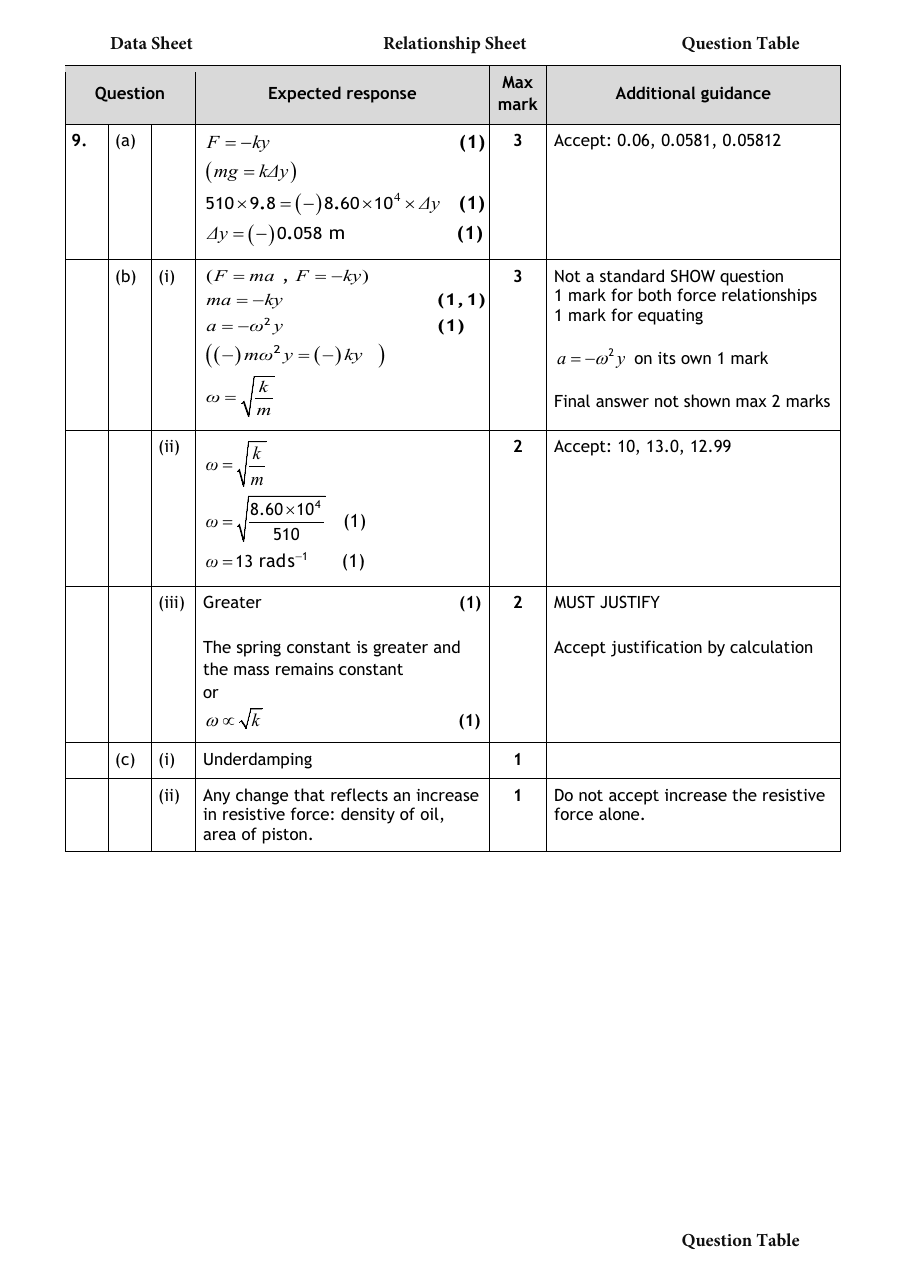 Data Sheet Relationship Sheet Question Table
Question Expected response Max mark Additional guidance
9. (a) F = −ky (1) 3 Accept: 0.06, 0.0581, 0.05812
(mg = kΔy)
510×9.8 = (−)8.60×10⁴ × Δy (1)
Δy = (−)0.058 m (1)
(b) (i) (F = ma , F = −ky) 3 Not a standard SHOW question
ma = −ky (1,1) 1 mark for both force relationships
a = −ω²y (1) 1 mark for equating
((−)mω²y = (−)ky ) a = −ω²y on its own 1 mark
ω = √(k/m) Final answer not shown max 2 marks
(ii) ω = √(k/m) 2 Accept: 10, 13.0, 12.99
ω = √(8.60×10⁴/510) (1)
ω = 13 rads⁻¹ (1)
(iii) Greater (1) 2 MUST JUSTIFY
The spring constant is greater and Accept justification by calculation
the mass remains constant
or
ω ∝ √k (1)
(c) (i) Underdamping 1
(ii) Any change that reflects an increase 1 Do not accept increase the resistive
in resistive force: density of oil, force alone.
area of piston.
Question Table